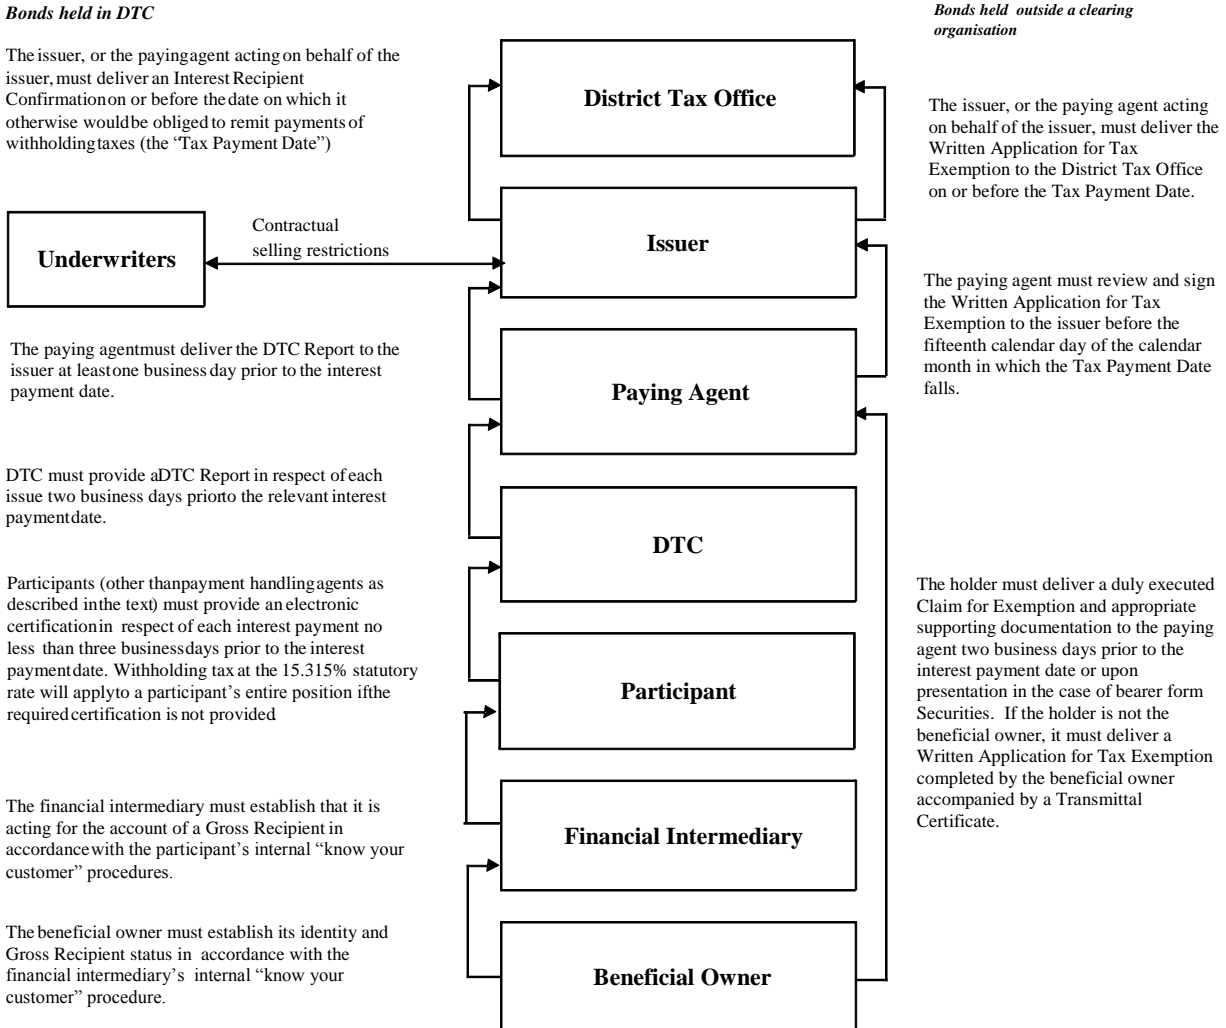 Bonds held in DTC
The issuer, or the paying agent acting on behalf of the
issuer, must deliver an Interest Recipient
Confirmation on or before the date on which it
otherwise would be obliged to remit payments of
withholding taxes (the “Tax Payment Date”)
Underwriters
Contractual
selling restrictions
The paying agent must deliver the DTC Report to the
issuer at least one business day prior to the interest
payment date.
DTC must provide a DTC Report in respect of each
issue two business days prior to the relevant interest
payment date.
Participants (other than payment handling agents as
described in the text) must provide an electronic
certification in respect of each interest payment no
less than three business days prior to the interest
payment date. Withholding tax at the 15.315% statutory
rate will apply to a participant’s entire position if the
required certification is not provided
The financial intermediary must establish that it is
acting for the account of a Gross Recipient in
accordance with the participant’s internal “know your
customer” procedures.
The beneficial owner must establish its identity and
Gross Recipient status in accordance with the
financial intermediary’s internal “know your
customer” procedure.
District Tax Office
Issuer
Paying Agent
DTC
Participant
Financial Intermediary
Beneficial Owner
Bonds held outside a clearing
organisation
The issuer, or the paying agent acting
on behalf of the issuer, must deliver the
Written Application for Tax
Exemption to the District Tax Office
on or before the Tax Payment Date.
The paying agent must review and sign
the Written Application for Tax
Exemption to the issuer before the
fifteenth calendar day of the calendar
month in which the Tax Payment Date
falls.
The holder must deliver a duly executed
Claim for Exemption and appropriate
supporting documentation to the paying
agent two business days prior to the
interest payment date or upon
presentation in the case of bearer form
Securities. If the holder is not the
beneficial owner, it must deliver a
Written Application for Tax Exemption
completed by the beneficial owner
accompanied by a Transmittal
Certificate.